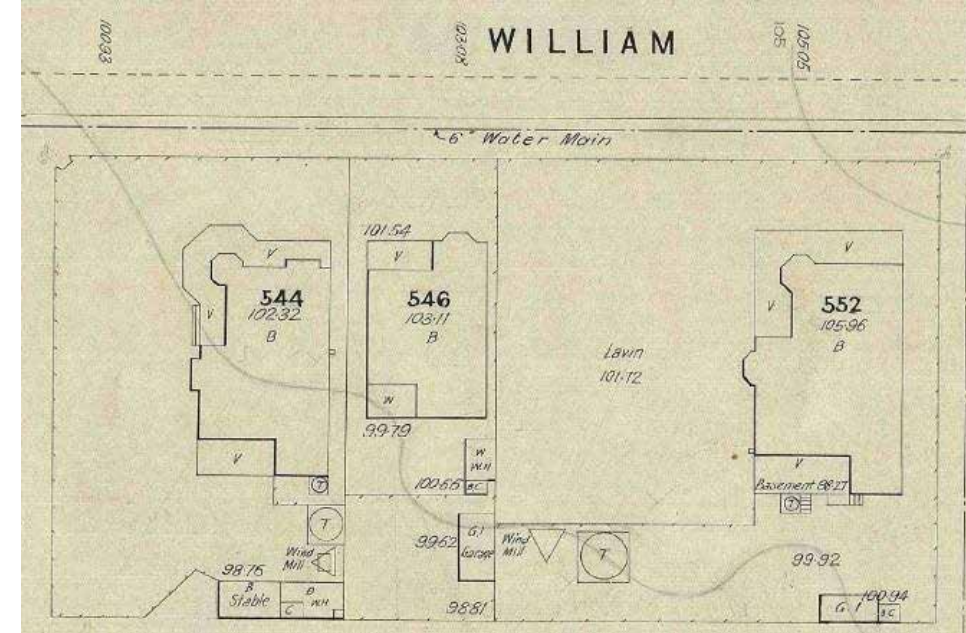 100·33
103·08
WILLIAM
105
105·05
6" Water Main
101·54
V
V
V
544
102·32
B
546
103·11
B
552
105·96
B
V
V
Lawn
101·72
W
99·79
V
V
Basement 98·27
W
W.H
100·66
B.C
T
T
T
G.I
Garage
99·62
Wind
Mill
Wind
Mill
T
99·92
98·76
B
Stable
C
B
W.H
98·81
100·94
G.I
B.C